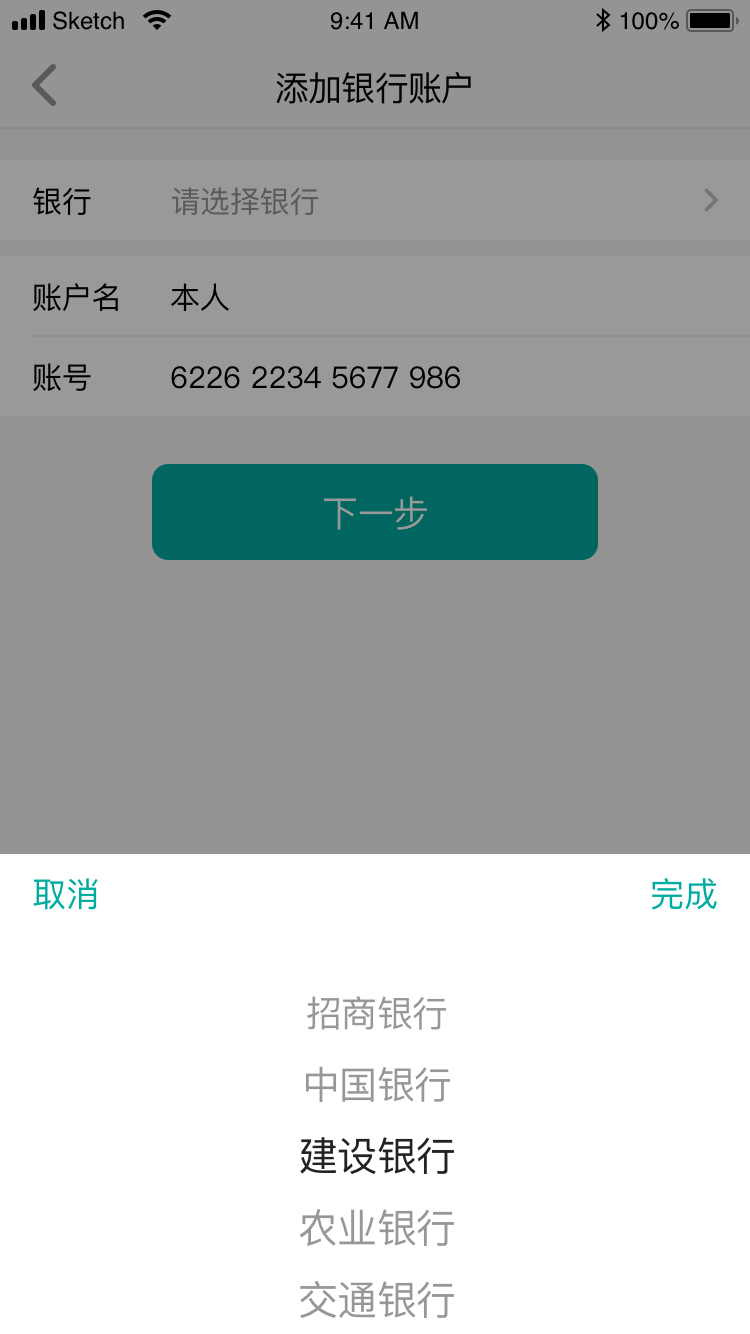 Sketch 9:41 AM 100%
添加银行账户
银行 请选择银行
账户名 本人
账号 6226 2234 5677 986
下一步
取消 完成
招商银行
中国银行
建设银行
农业银行
交通银行